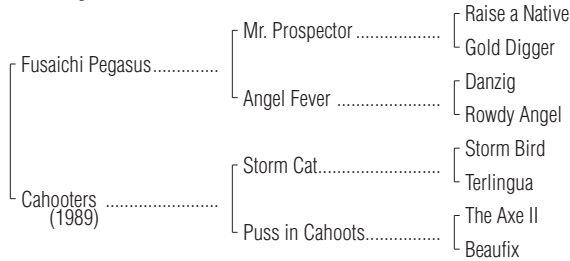 Raise a Native
Mr. Prospector ..................
Gold Digger
Fusaichi Pegasus..............
Danzig
Angel Fever ......................
Rowdy Angel
Storm Bird
Storm Cat..........................
Terlingua
Cahooters ........................
(1989)
The Axe II
Puss in Cahoots................
Beaufix